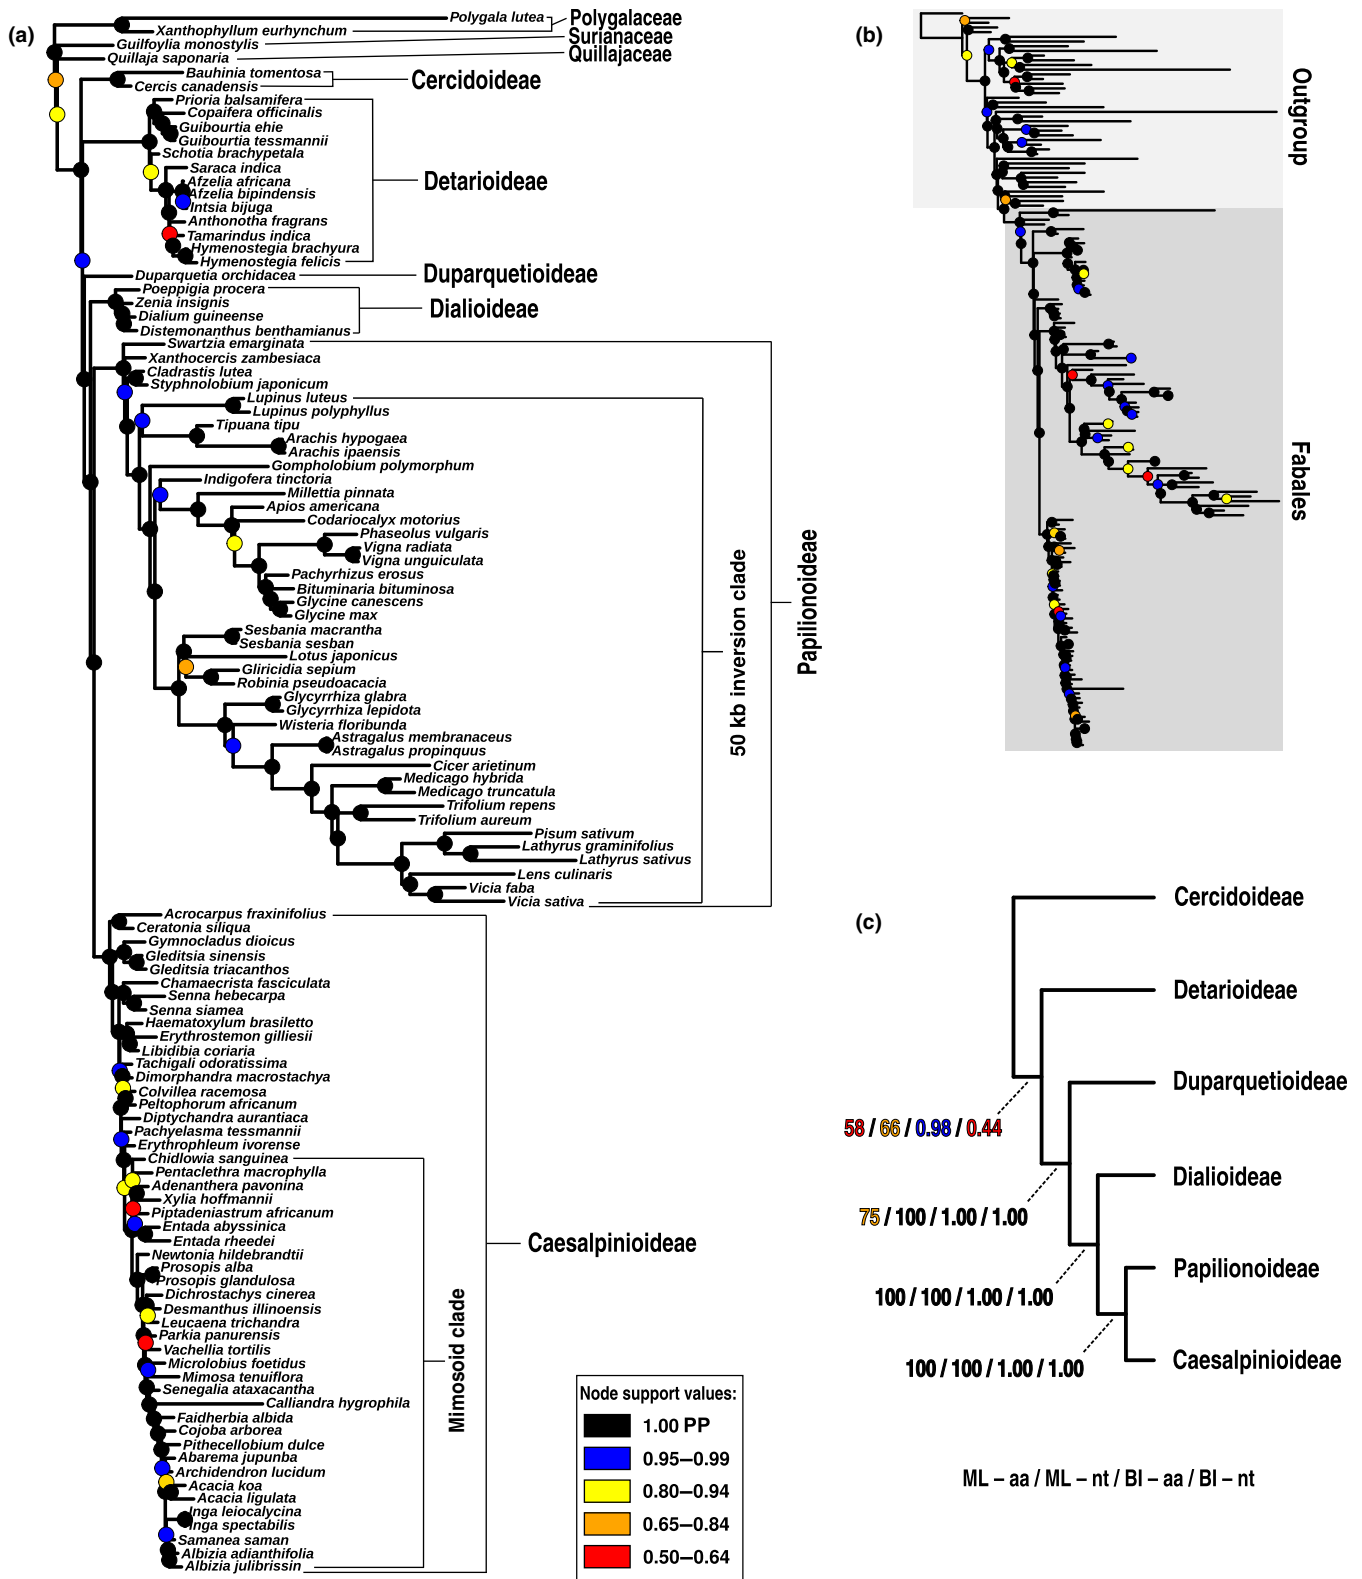 (a)
Polygala lutea
Polygalaceae
Xanthophyllum eurhynchum
Surianaceae
Guilfoylia monostylis
Quillajaceae
Quillaja saponaria
Bauhinia tomentosa
Cercidoideae
Cercis canadensis
Prioria balsamifera
Copaifera officinalis
Guibourtia ehie
Guibourtia tessmannii
Schotia brachypetala
Saraca indica
Detarioideae
Afzelia africana
Afzelia bipindensis
Intsia bijuga
Anthonotha fragrans
Tamarindus indica
Hymenostegia brachyura
Hymenostegia felicis
Duparquetia orchidacea
Duparquetioideae
Poeppigia procera
Zenia insignis
Dialioideae
Dialium guineense
Distemonanthus benthamianus
Swartzia emarginata
Xanthocercis zambesiaca
Cladrastis lutea
Styphnolobium japonicum
Lupinus luteus
Lupinus polyphyllus
Tipuana tipu
Arachis hypogaea
Arachis ipaensis
Gompholobium polymorphum
Indigofera tinctoria
Millettia pinnata
Apios americana
Codariocalyx motorius
Phaseolus vulgaris
Vigna radiata
Vigna unguiculata
Pachyrhizus erosus
Bituminaria bituminosa
Glycine canescens
Glycine max
Sesbania macrantha
Sesbania sesban
Lotus japonicus
Gliricidia sepium
Robinia pseudoacacia
Glycyrrhiza glabra
Glycyrrhiza lepidota
Wisteria floribunda
Astragalus membranaceus
Astragalus propinquus
Cicer arietinum
Medicago hybrida
Medicago truncatula
Trifolium repens
Trifolium aureum
Pisum sativum
Lathyrus graminifolius
Lathyrus sativus
Lens culinaris
Vicia faba
Vicia sativa
50 kb inversion clade
Papilionoideae
Acrocarpus fraxinifolius
Ceratonia siliqua
Gymnocladus dioicus
Gleditsia sinensis
Gleditsia triacanthos
Chamaecrista fasciculata
Senna hebecarpa
Senna siamea
Haematoxylum brasiletto
Erythrostemon gilliesii
Libidibia coriaria
Tachigali odoratissima
Dimorphandra macrostachya
Colvillea racemosa
Peltophorum africanum
Diptychandra aurantiaca
Pachyelasma tessmannii
Erythrophleum ivorense
Chidlowia sanguinea
Pentaclethra macrophylla
Adenanthera pavonina
Xylia hoffmannii
Piptadeniastrum africanum
Entada abyssinica
Entada rheedei
Newtonia hildebrandtii
Prosopis alba
Prosopis glandulosa
Dichrostachys cinerea
Desmanthus illinoensis
Leucaena trichandra
Parkia panurensis
Vachellia tortilis
Microlobius foetidus
Mimosa tenuiflora
Senegalia ataxacantha
Calliandra hygrophila
Faidherbia albida
Cojoba arborea
Pithecellobium dulce
Abarema jupunba
Archidendron lucidum
Acacia koa
Acacia ligulata
Inga leiocalycina
Inga spectabilis
Samanea saman
Albizia adianthifolia
Albizia julibrissin
Mimosoid clade
Caesalpinioideae
Node support values:
1.00 PP
0.95–0.99
0.80–0.94
0.65–0.84
0.50–0.64
(b)
Outgroup
Fabales
(c)
Cercidoideae
Detarioideae
Duparquetioideae
58 / 66 / 0.98 / 0.44
Dialioideae
75 / 100 / 1.00 / 1.00
Papilionoideae
100 / 100 / 1.00 / 1.00
Caesalpinioideae
100 / 100 / 1.00 / 1.00
ML – aa / ML – nt / BI – aa / BI – nt